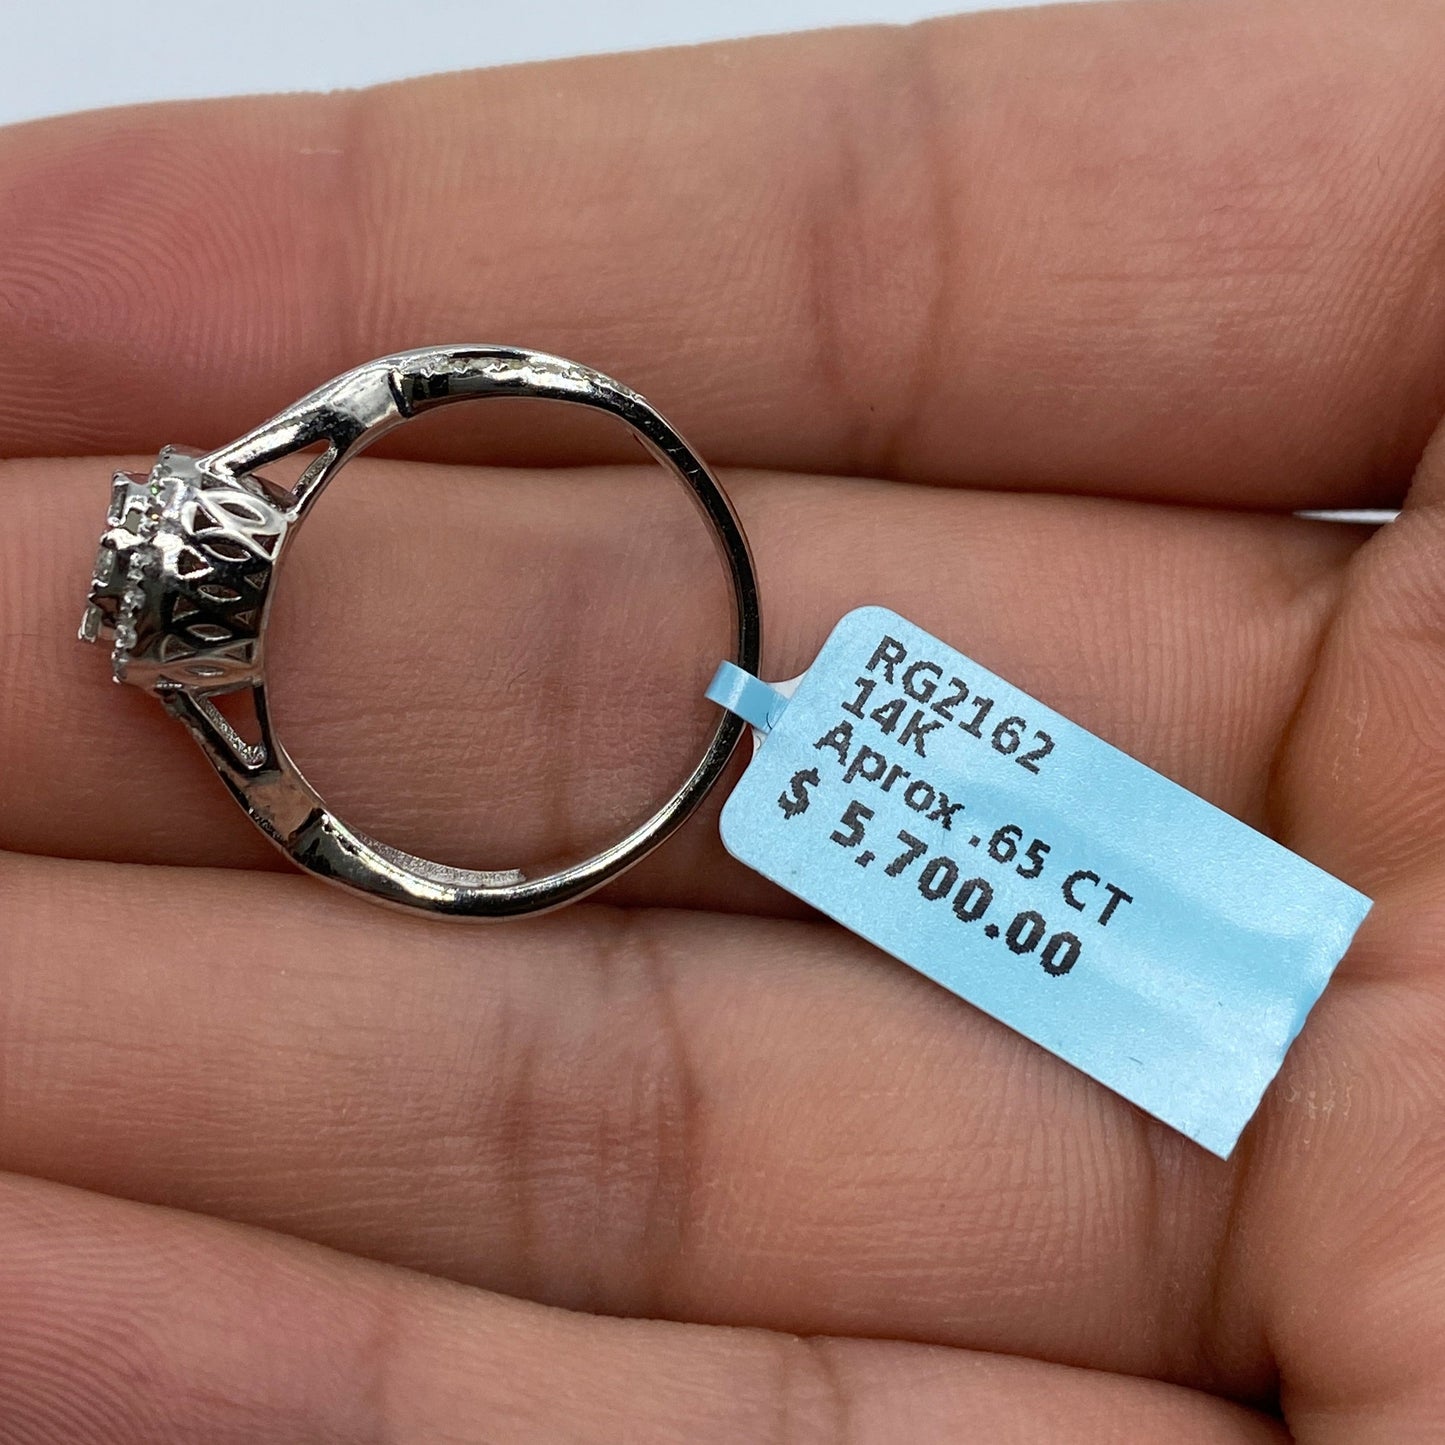 RG2162
14K
Aprox .65 CT
$ 5,700.00